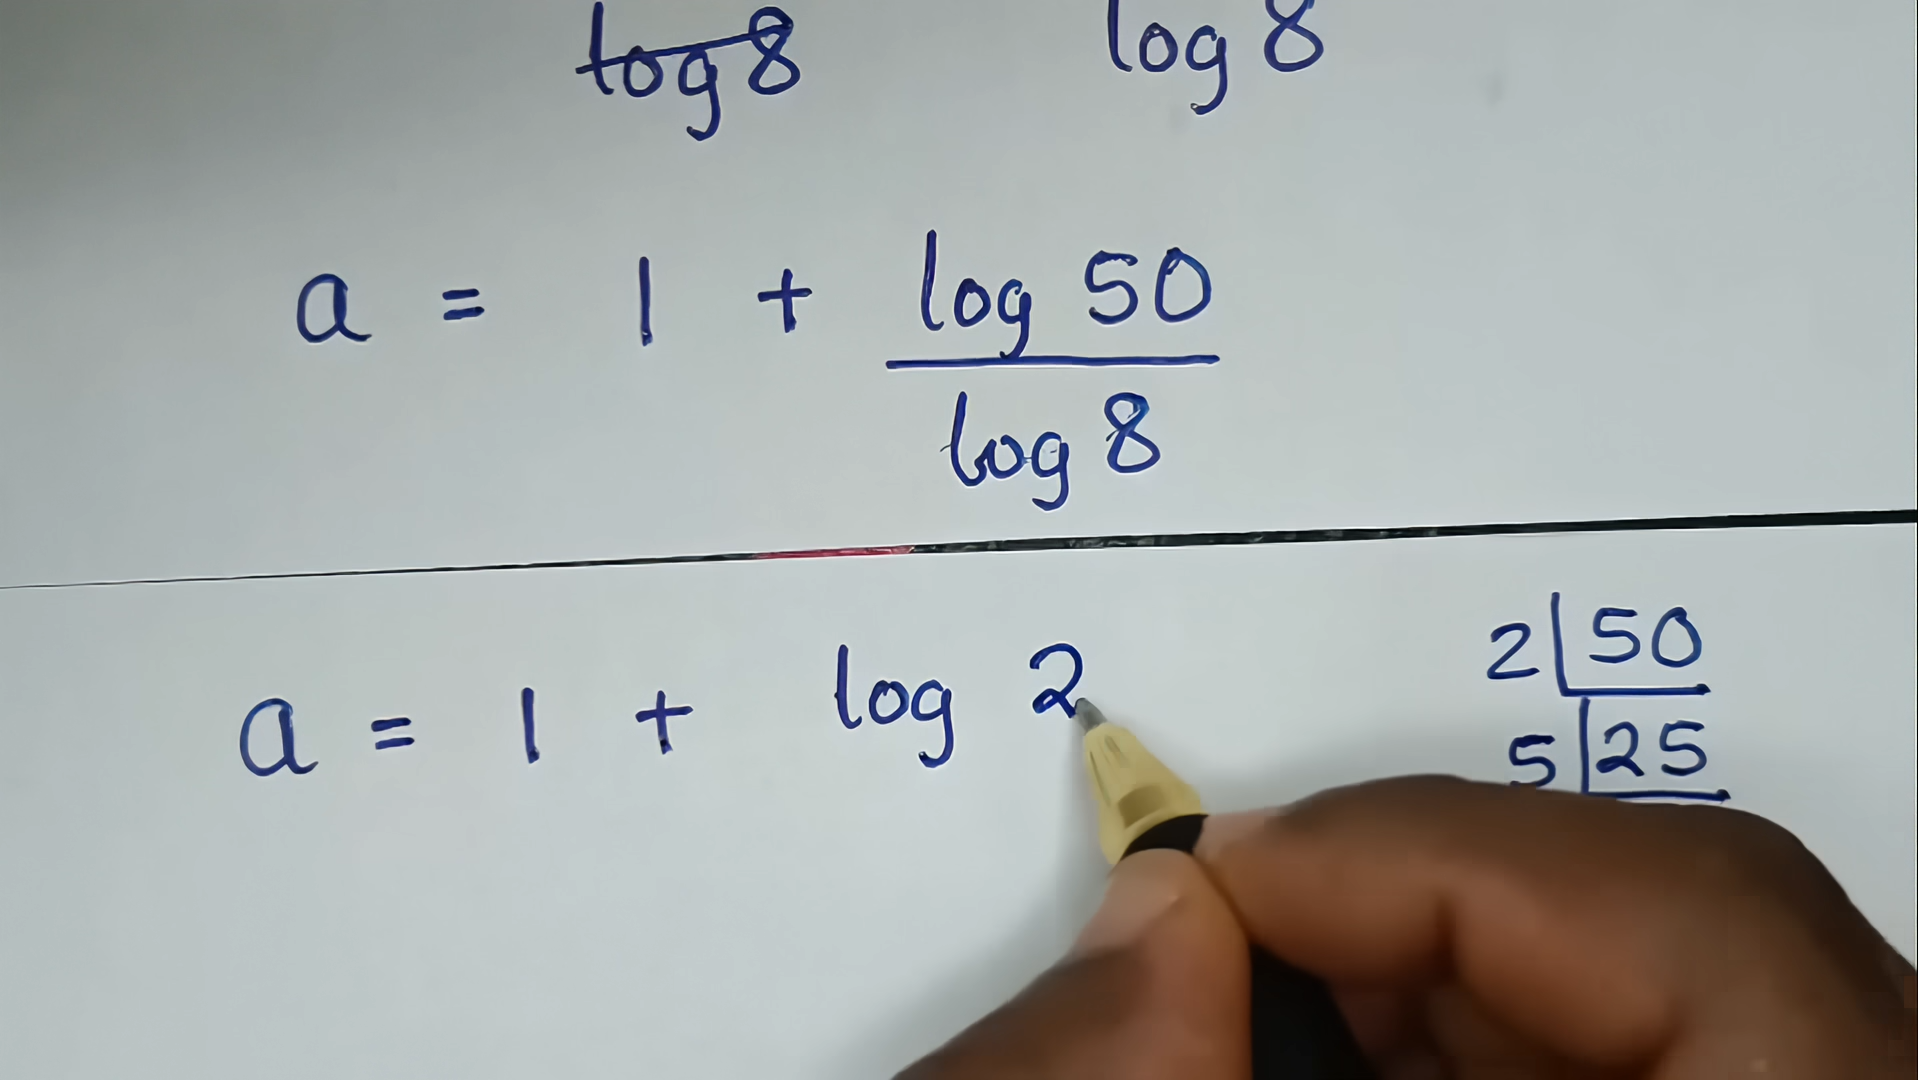 log 8 log 8
a = 1 + log 50
log 8
a = 1 + log 2
2 50
5 25